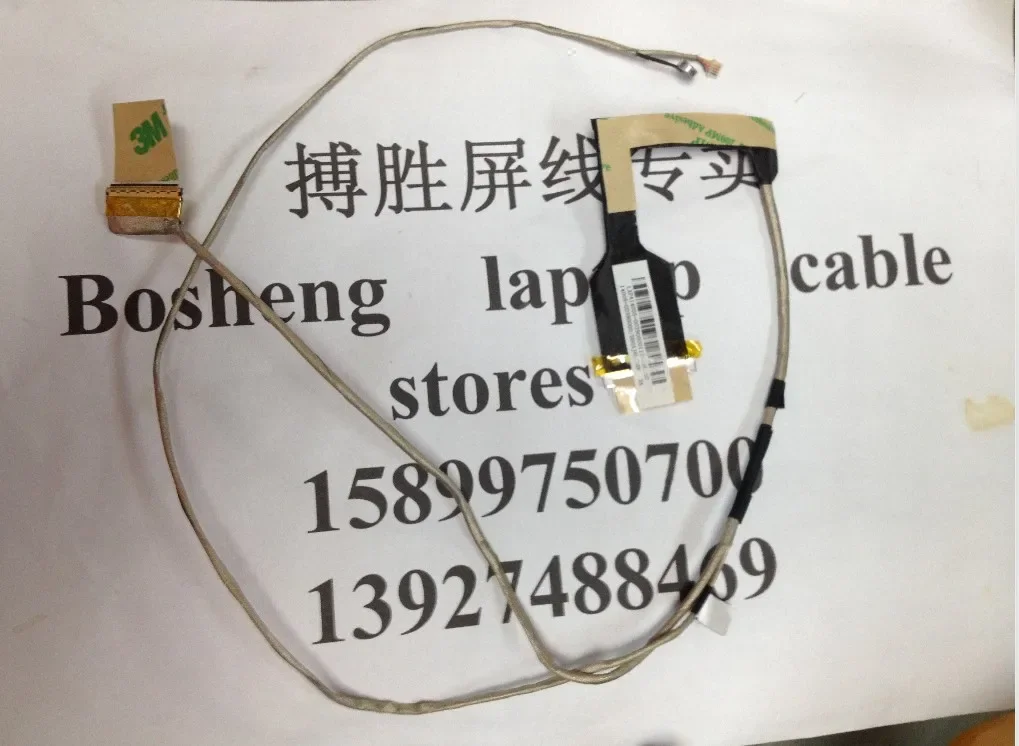 3M
搏胜屏线专卖
Bosheng laptop cable
stores
15899750700
13927488469